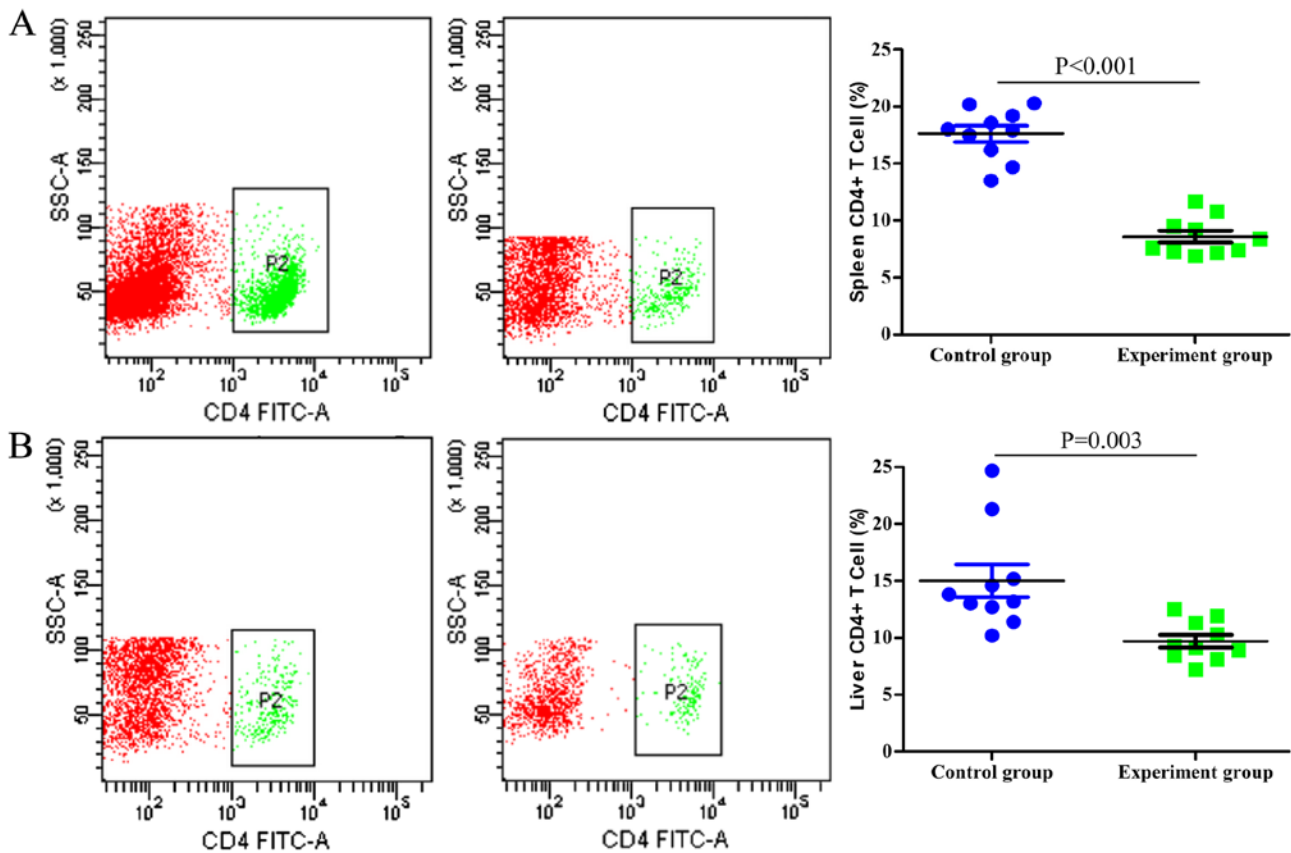 A
(x 1,000)
250
200
150
100
50
SSC-A
P2
10²
10³
10⁴
10⁵
CD4 FITC-A
(x 1,000)
250
200
150
100
50
SSC-A
P2
10²
10³
10⁴
10⁵
CD4 FITC-A
P<0.001
25
20
15
10
5
0
Spleen CD4+ T Cell (%)
Control group
Experiment group
B
(x 1,000)
250
200
150
100
50
SSC-A
P2
10²
10³
10⁴
10⁵
CD4 FITC-A
(x 1,000)
250
200
150
100
50
SSC-A
P2
10²
10³
10⁴
10⁵
CD4 FITC-A
P=0.003
25
20
15
10
5
0
Liver CD4+ T Cell (%)
Control group
Experiment group